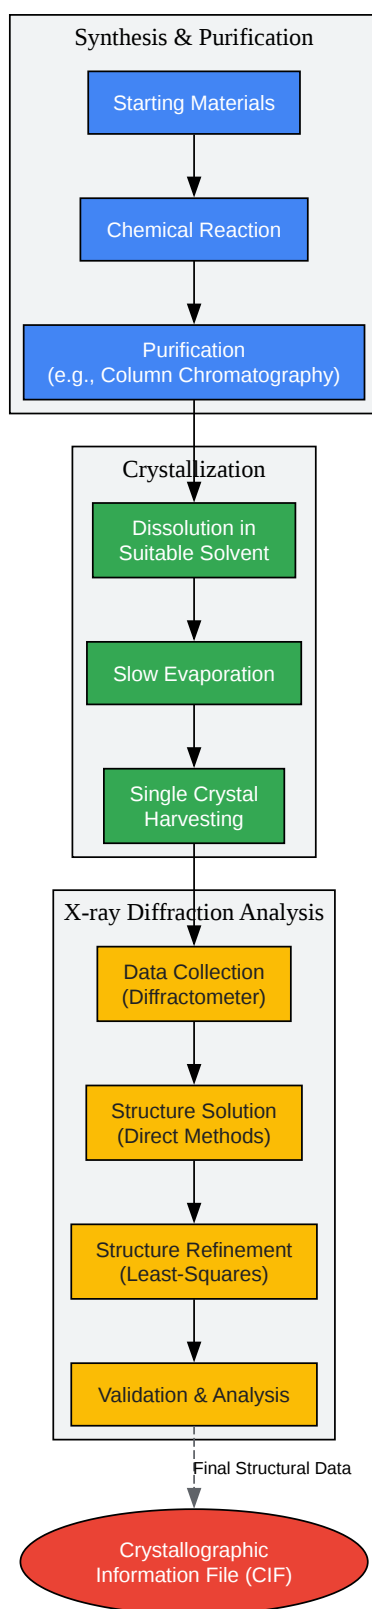 Synthesis & Purification
Starting Materials
Chemical Reaction
Purification
(e.g., Column Chromatography)
Crystallization
Dissolution in
Suitable Solvent
Slow Evaporation
Single Crystal
Harvesting
X-ray Diffraction Analysis
Data Collection
(Diffractometer)
Structure Solution
(Direct Methods)
Structure Refinement
(Least-Squares)
Validation & Analysis
Final Structural Data
Crystallographic
Information File (CIF)